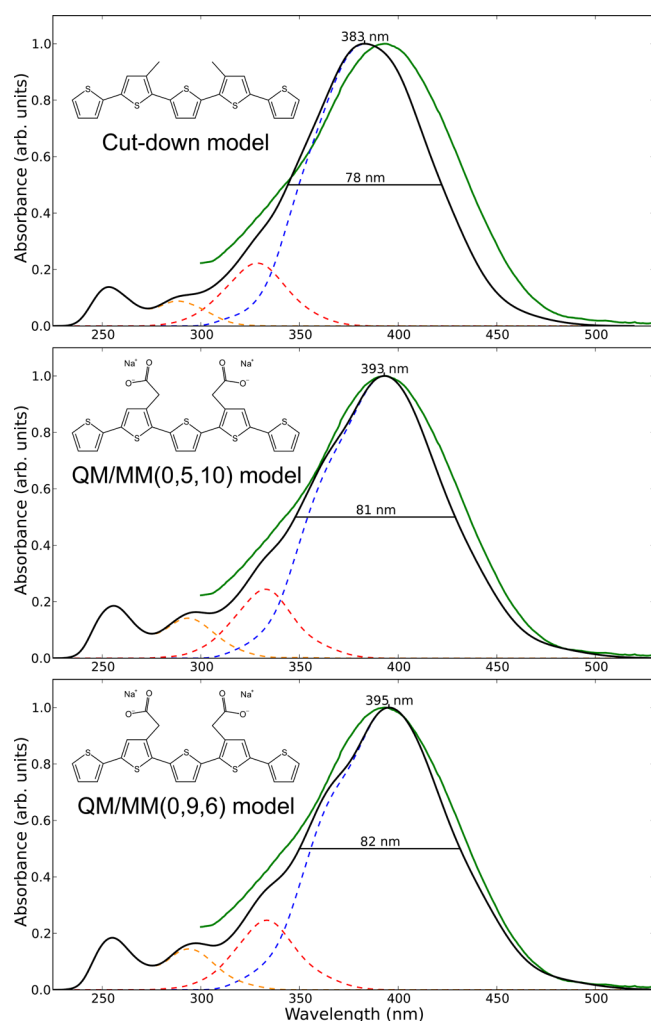 Absorbance (arb. units)
1.0
0.8
0.6
0.4
0.2
0.0
383 nm
S S S S S
Cut-down model
78 nm
250 300 350 400 450 500
Absorbance (arb. units)
1.0
0.8
0.6
0.4
0.2
0.0
393 nm
Na⁺ O O Na⁺
O⁻ O⁻
S S S S S
QM/MM(0,5,10) model
81 nm
250 300 350 400 450 500
Absorbance (arb. units)
1.0
0.8
0.6
0.4
0.2
0.0
395 nm
Na⁺ O O Na⁺
O⁻ O⁻
S S S S S
QM/MM(0,9,6) model
82 nm
250 300 350 400 450 500
Wavelength (nm)